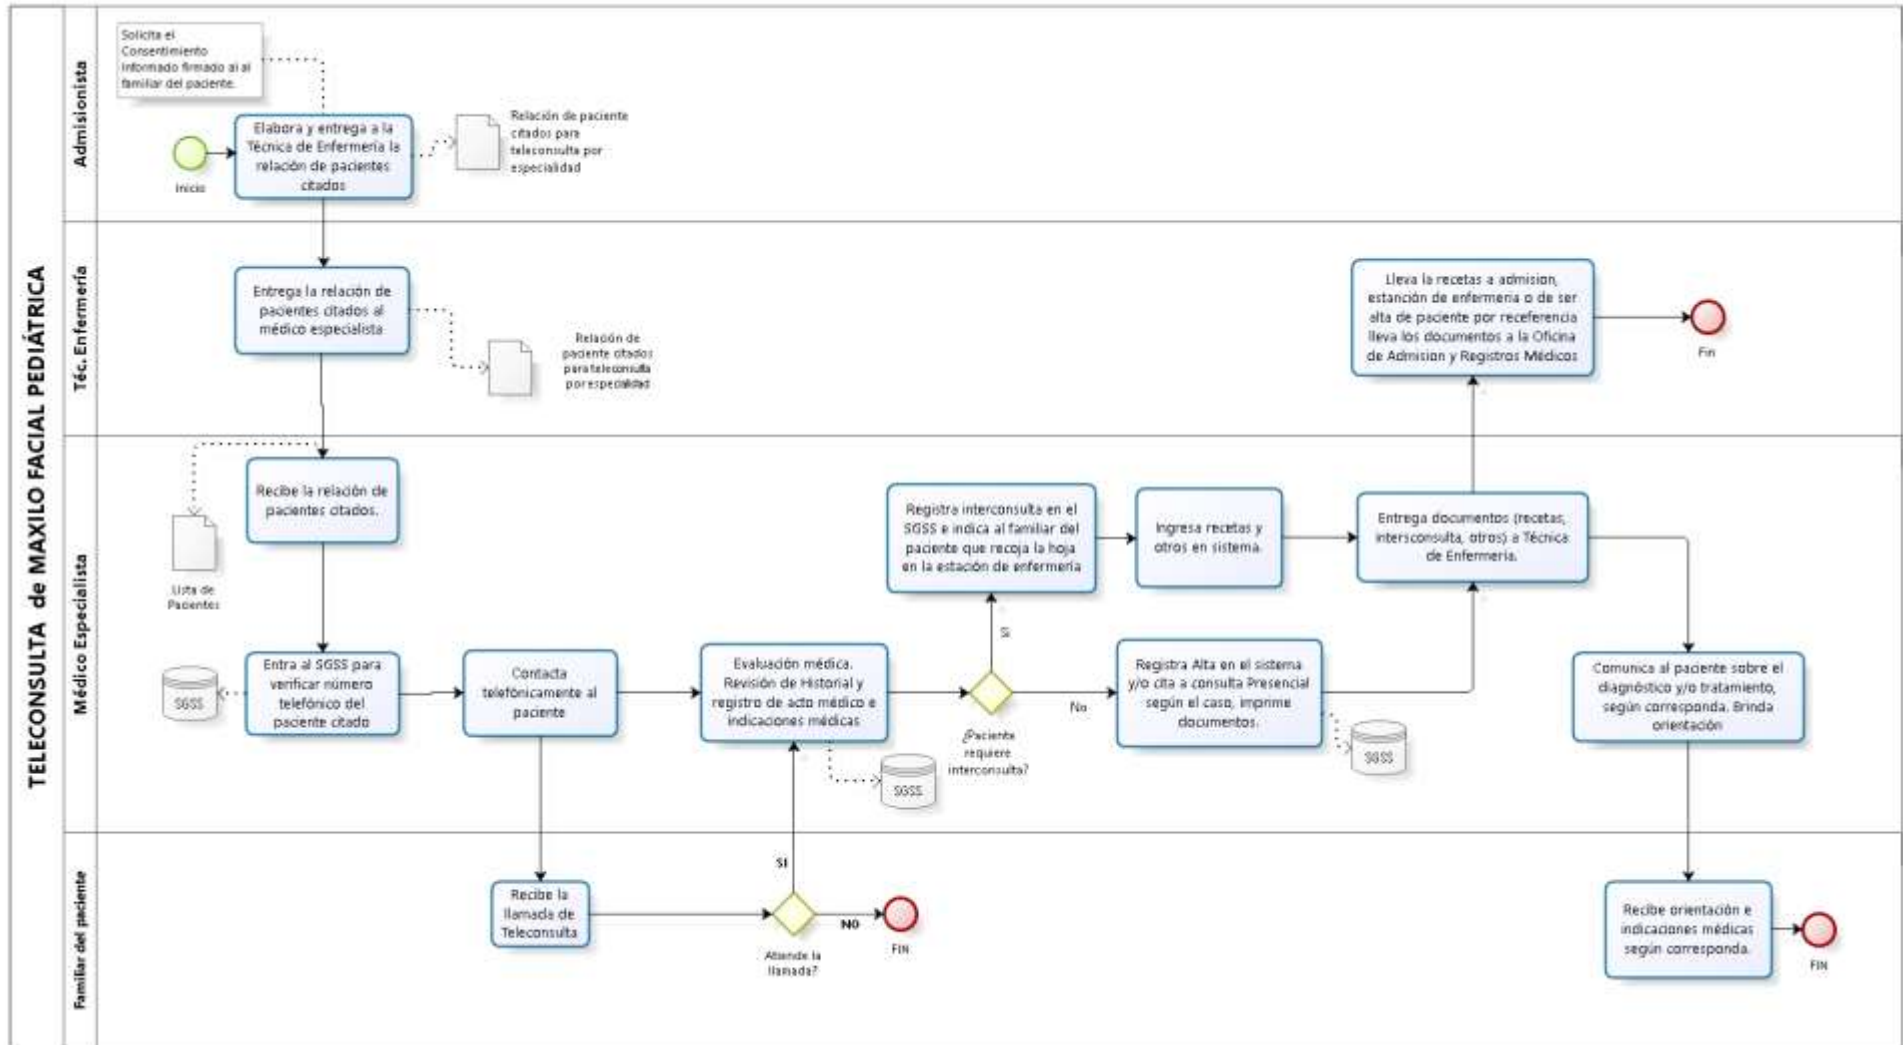 TELECONSULTA de MAXILO FACIAL PEDIÁTRICA
Admisionista
Solicita el
Consentimiento
Informado firmado al al
familiar del paciente.
Inicio
Elabora y entrega a la
Técnica de Enfermería la
relación de pacientes
citados
Relación de paciente
citados para
teleconsulta por
especialidad
Téc. Enfermería
Entrega la relación de
pacientes citados al
médico especialista
Relación de
paciente citados
para teleconsulta
por especialidad
Lleva la recetas a admision,
estanción de enfermeria o de ser
alta de paciente por receferencia
lleva los documentos a la Oficina
de Admision y Registros Médicos
Fin
Médico Especialista
Recibe la relación de
pacientes citados.
Lista de
Pacientes
Entra al SGSS para
verificar número
telefónico del
paciente citado
SGSS
Contacta
telefónicamente al
paciente
Evaluación médica.
Revisión de Historial y
registro de acto médico e
indicaciones médicas
SGSS
¿Paciente
requiere
interconsulta?
SI
No
Registra interconsulta en el
SGSS e indica al familiar del
paciente que recoja la hoja
en la estación de enfermería
Ingresa recetas y
otros en sistema.
Entrega documentos (recetas,
intersconsulta, otros) a Técnica
de Enfermería.
Registra Alta en el sistema
y/o cita a consulta Presencial
según el caso, imprime
documentos.
SGSS
Comunica al paciente sobre el
diagnóstico y/o tratamiento,
según corresponda. Brinda
orientación
Familiar del paciente
Recibe la
llamada de
Teleconsulta
SI
NO
Atiende la
llamada?
FIN
Recibe orientación e
indicaciones médicas
según corresponda.
FIN